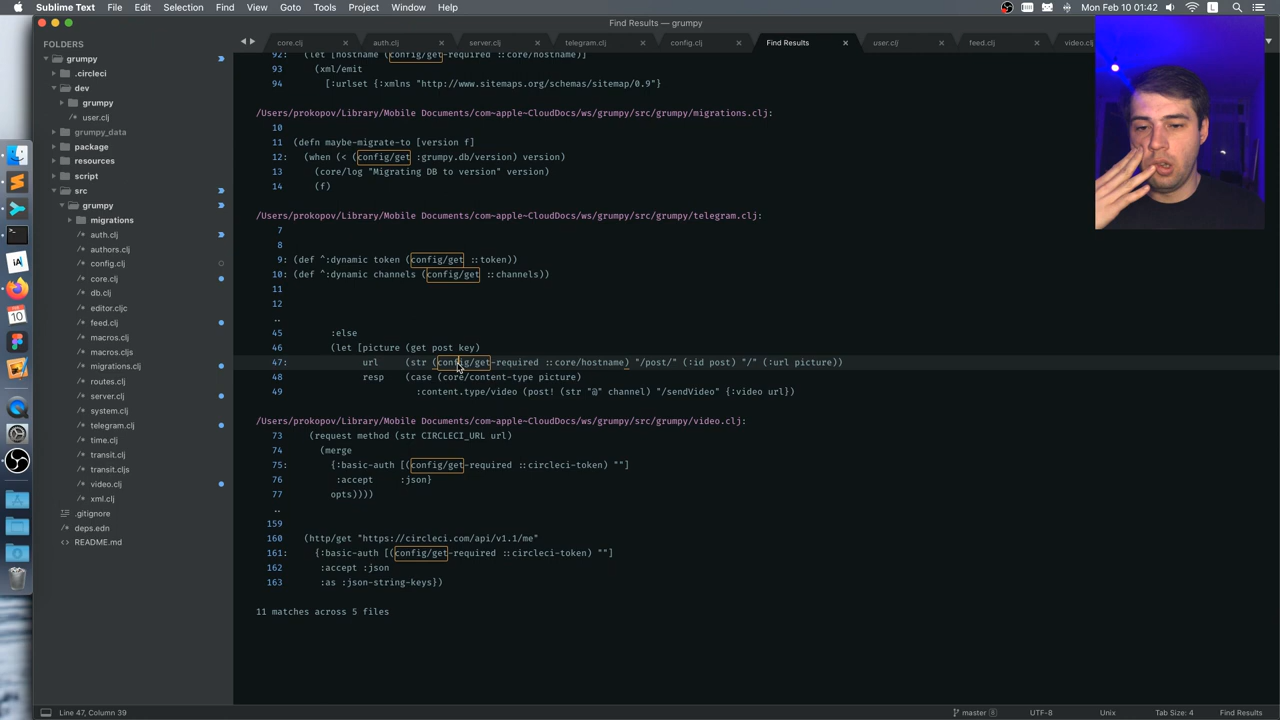 Sublime Text File Edit Selection Find View Goto Tools Project Window Help
Mon Feb 10 01:42
Find Results — grumpy
core.clj auth.clj server.clj telegram.clj config.clj Find Results user.clj feed.clj video.clj
FOLDERS
grumpy
.circleci
dev
grumpy
user.clj
grumpy_data
package
resources
script
src
grumpy
migrations
auth.clj
authors.clj
config.clj
core.clj
db.clj
editor.cljc
feed.clj
macros.clj
macros.cljs
migrations.clj
routes.clj
server.clj
system.clj
telegram.clj
time.clj
transit.clj
transit.cljs
video.clj
xml.clj
.gitignore
deps.edn
README.md
92: (let [hostname (config/get-required ::core/hostname)]
93 (xml/emit
94 [:urlset {:xmlns "http://www.sitemaps.org/schemas/sitemap/0.9"}
/Users/prokopov/Library/Mobile Documents/com~apple~CloudDocs/ws/grumpy/src/grumpy/migrations.clj:
10
11 (defn maybe-migrate-to [version f]
12: (when (< (config/get :grumpy.db/version) version)
13 (core/log "Migrating DB to version" version)
14 (f)
/Users/prokopov/Library/Mobile Documents/com~apple~CloudDocs/ws/grumpy/src/grumpy/telegram.clj:
7
8
9: (def ^:dynamic token (config/get ::token))
10: (def ^:dynamic channels (config/get ::channels))
11
12
..
45 :else
46 (let [picture (get post key)
47: url (str (config/get-required ::core/hostname) "/post/" (:id post) "/" (:url picture))
48 resp (case (core/content-type picture)
49 :content.type/video (post! (str "@" channel) "/sendVideo" {:video url})
/Users/prokopov/Library/Mobile Documents/com~apple~CloudDocs/ws/grumpy/src/grumpy/video.clj:
73 (request method (str CIRCLECI_URL url)
74 (merge
75: {:basic-auth [(config/get-required ::circleci-token) ""]
76 :accept :json}
77 opts))))
..
159
160 (http/get "https://circleci.com/api/v1.1/me"
161: {:basic-auth [(config/get-required ::circleci-token) ""]
162 :accept :json
163 :as :json-string-keys})
11 matches across 5 files
Line 47, Column 39
master 8
UTF-8
Unix
Tab Size: 4
Find Results